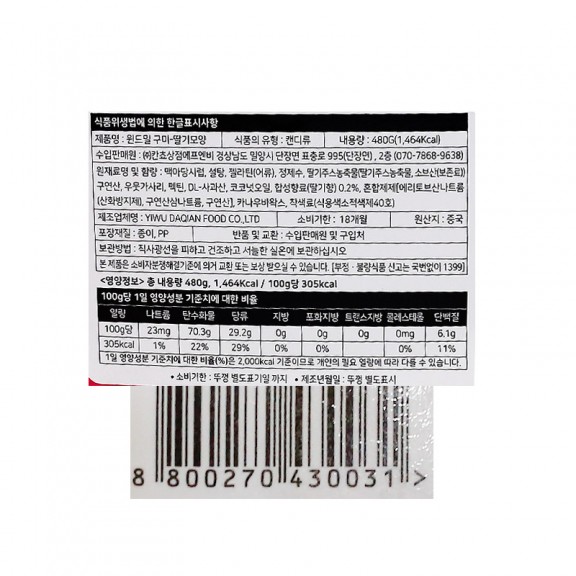 식품위생법에 의한 한글표시사항
제품명 : 윈드밀 구미-딸기모양 식품의 유형 : 캔디류 내용량 : 480G(1,464Kcal)
수입판매원 : ㈜칸쵸상점에프엔비 경상남도 밀양시 단장면 표충로 995(단장면) , 2층 (070-7868-9638)
원재료명 및 함량 : 맥아당시럽, 설탕, 젤라틴(어류), 정제수, 딸기주스농축물(딸기주스농축물, 소브산(보존료))
구연산, 우뭇가사리, 펙틴, DL-사과산, 코코넛오일, 합성향료(딸기향) 0.2%, 혼합제제[에리토브산나트륨
(산화방지제), 구연산삼나트륨, 구연산], 카나우바왁스, 착색료(식용색소적색제40호)
제조업체명 : YIWU DAQIAN FOOD CO.,LTD 소비기한 : 18개월 원산지 : 중국
포장재질 : 종이, PP 반품 및 교환 : 수입판매원 및 구입처
보관방법 : 직사광선을 피하고 건조하고 서늘한 실온에 보관하십시오
본 제품은 소비자분쟁해결기준에 의거 교환 또는 보상 받으실 수 있습니다. [부정 · 불량식품 신고는 국번없이 1399]
<영양정보> 총 내용량 480g, 1,464Kcal / 100g당 305kcal
100g당 1일 영양성분 기준치에 대한 비율
열량 나트륨 탄수화물 당류 지방 포화지방 트랜스지방 콜레스테롤 단백질
100g당 23mg 70.3g 29.2g 0g 0g 0g 0mg 6.1g
305kcal 1% 22% 29% 0% 0% 0% 11%
1일 영양성분 기준치에 대한 비율(%)은 2,000kcal 기준이므로 개인의 필요 열량에 따라 다를 수 있습니다.
• 소비기한 : 뚜껑 별도표기일 까지 • 제조년월일 : 뚜껑 별도표시
8 800270 430031 >